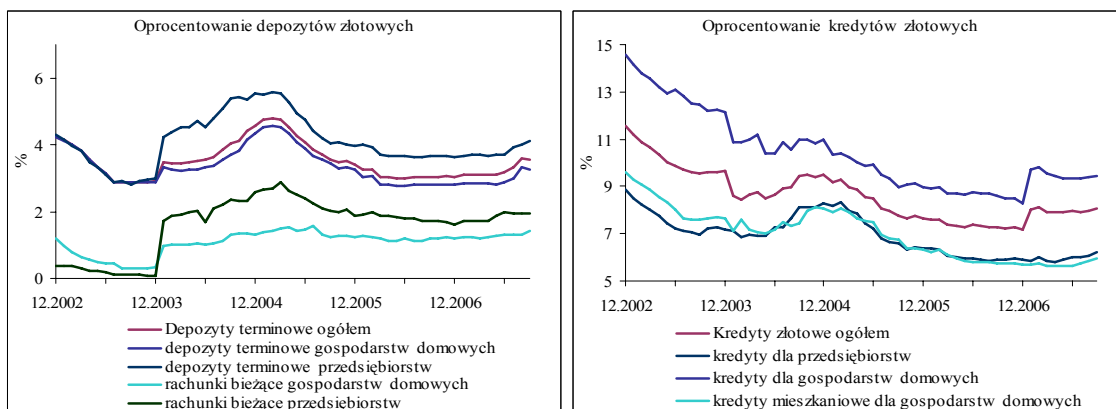 Oprocentowanie depozytów złotowych
%
6
4
2
0
12.2002 12.2003 12.2004 12.2005 12.2006
Depozyty terminowe ogółem
depozyty terminowe gospodarstw domowych
depozyty terminowe przedsiębiorstw
rachunki bieżące gospodarstw domowych
rachunki bieżące przedsiębiorstw
Oprocentowanie kredytów złotowych
%
15
13
11
9
7
5
12.2002 12.2003 12.2004 12.2005 12.2006
Kredyty złotowe ogółem
kredyty dla przedsiębiorstw
kredyty dla gospodarstw domowych
kredyty mieszkaniowe dla gospodarstw domowych